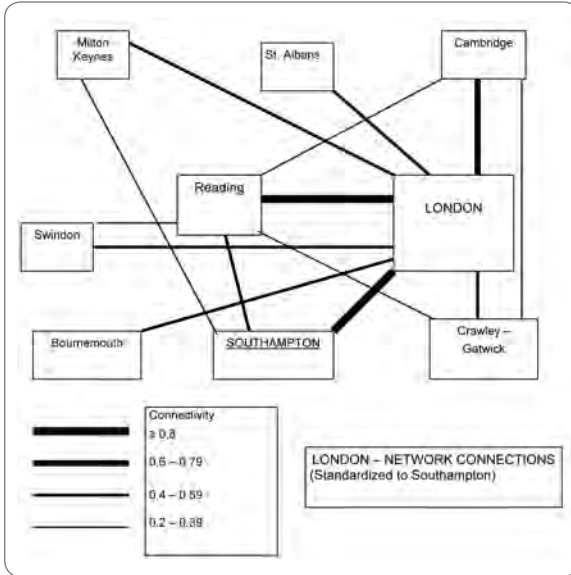 Milton
Keynes
St. Albans
Cambridge
Reading
LONDON
Swindon
Bournemouth
SOUTHAMPTON
Crawley –
Gatwick
Connectivity
≥ 0,8
0,6 – 0,79
0,4 – 0,59
0,2 – 0,39
LONDON – NETWORK CONNECTIONS
(Standardized to Southampton)